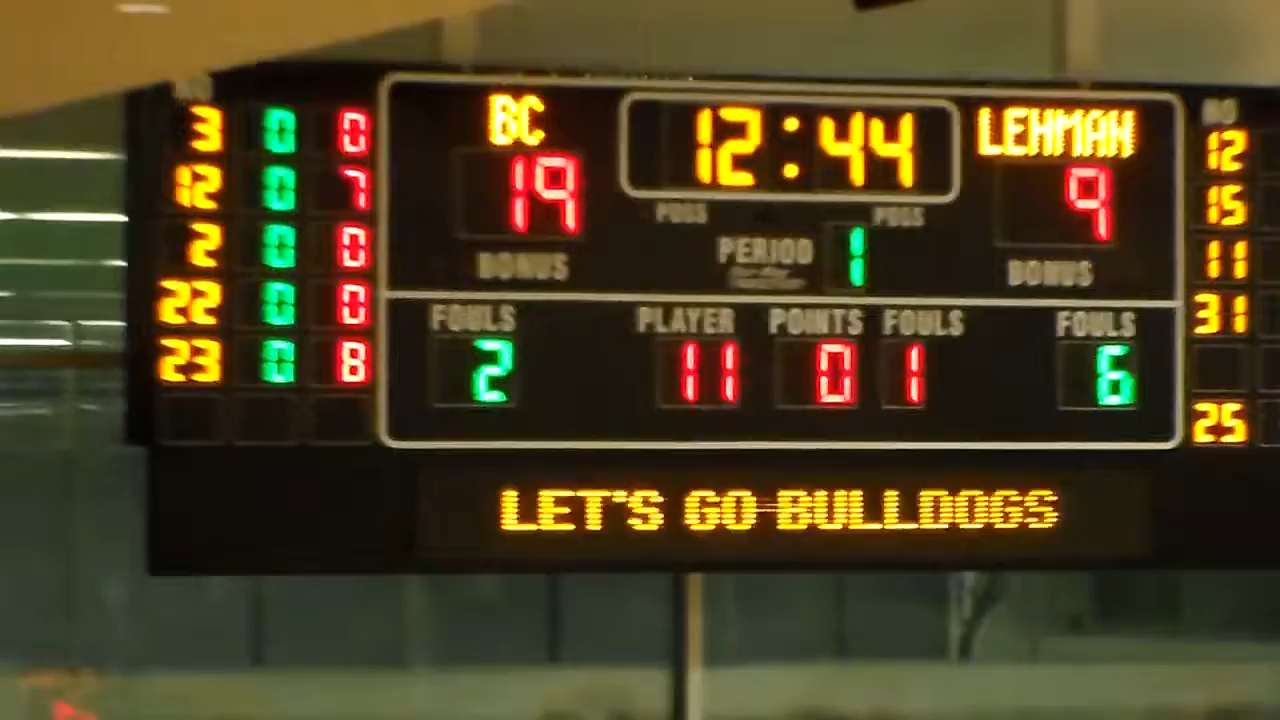 BC 12:44 LEHMAN NO
3 0 0 19 9 12
12 0 7 POSS POSS 15
2 0 0 BONUS PERIOD 1 BONUS 11
22 0 0 FOULS PLAYER POINTS FOULS FOULS 31
23 0 8 2 11 0 1 6
25
LET'S GO BULLDOGS